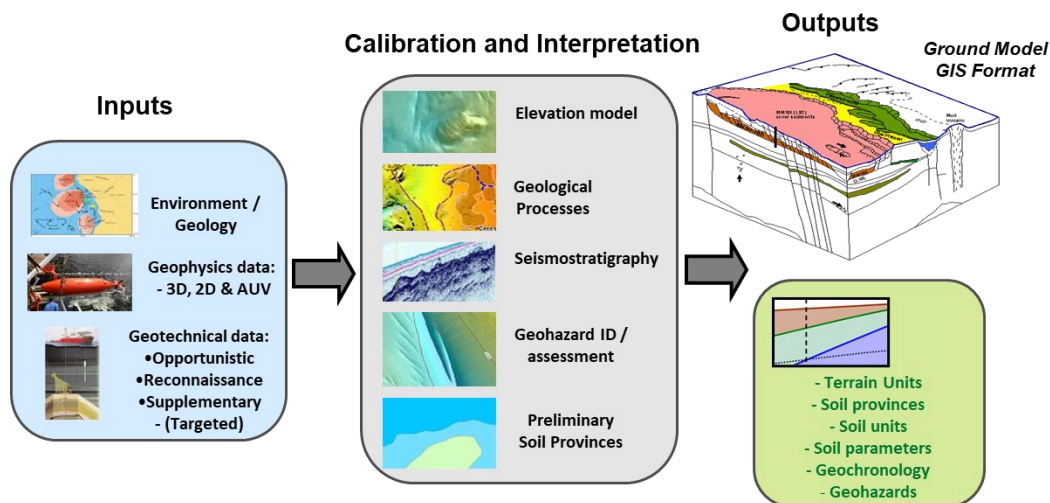 Inputs
Environment /
Geology
Geophysics data:
- 3D, 2D & AUV
Geotechnical data:
•Opportunistic
•Reconnaissance
•Supplementary
- (Targeted)
Calibration and Interpretation
Elevation model
Geological
Processes
Seismostratigraphy
Geohazard ID /
assessment
Preliminary
Soil Provinces
Outputs
Ground Model
GIS Format
Mud
Volcano
- Terrain Units
- Soil provinces
- Soil units
- Soil parameters
- Geochronology
- Geohazards